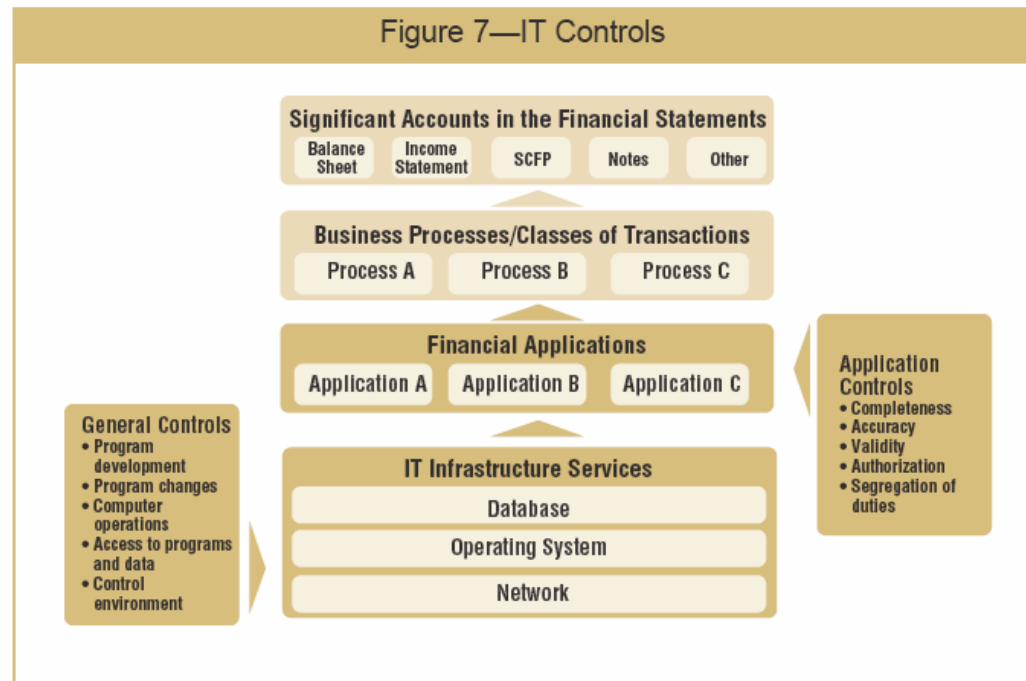 Figure 7—IT Controls
Significant Accounts in the Financial Statements
Balance
Sheet
Income
Statement
SCFP
Notes
Other
Business Processes/Classes of Transactions
Process A
Process B
Process C
Financial Applications
Application A
Application B
Application C
Application
Controls
• Completeness
• Accuracy
• Validity
• Authorization
• Segregation of
duties
General Controls
• Program
development
• Program changes
• Computer
operations
• Access to programs
and data
• Control
environment
IT Infrastructure Services
Database
Operating System
Network